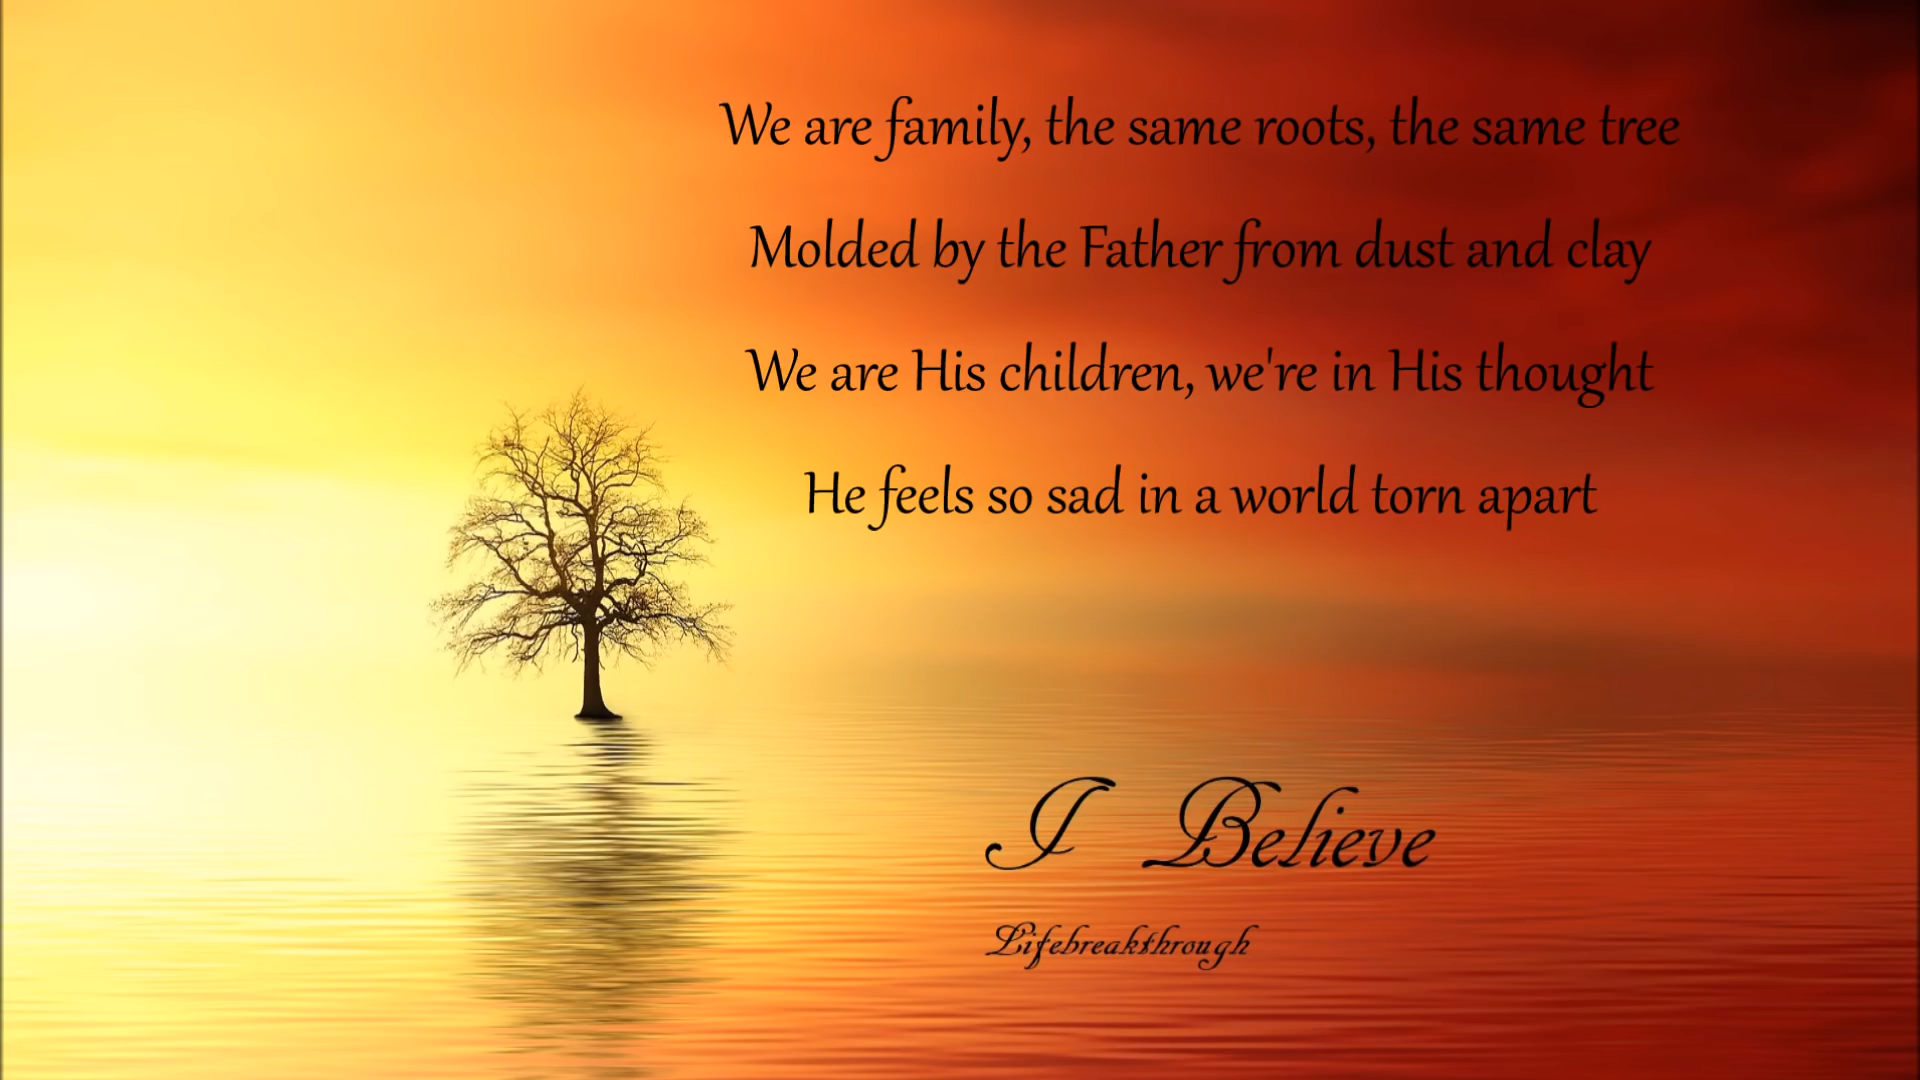 We are family, the same roots, the same tree
Molded by the Father from dust and clay
We are His children, we're in His thought
He feels so sad in a world torn apart
I Believe
Lifebreakthrough